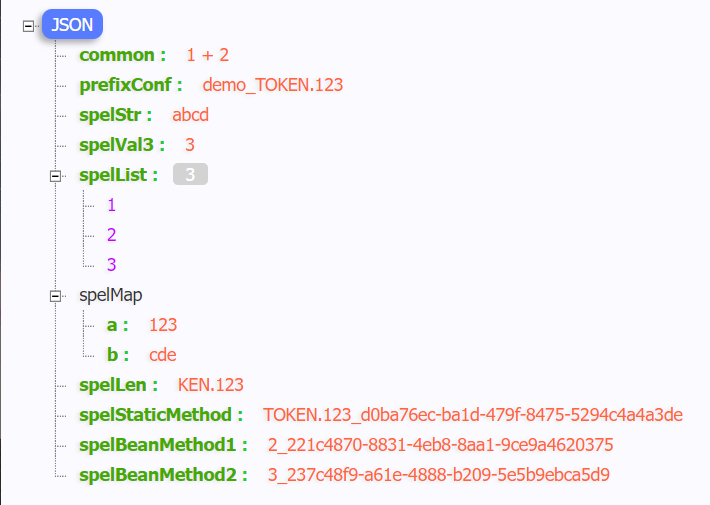 JSON
common : 1 + 2
prefixConf : demo_TOKEN.123
spelStr : abcd
spelVal3 : 3
spelList : 3
1
2
3
spelMap
a : 123
b : cde
spelLen : KEN.123
spelStaticMethod : TOKEN.123_d0ba76ec-ba1d-479f-8475-5294c4a4a3de
spelBeanMethod1 : 2_221c4870-8831-4eb8-8aa1-9ce9a4620375
spelBeanMethod2 : 3_237c48f9-a61e-4888-b209-5e5b9ebca5d9